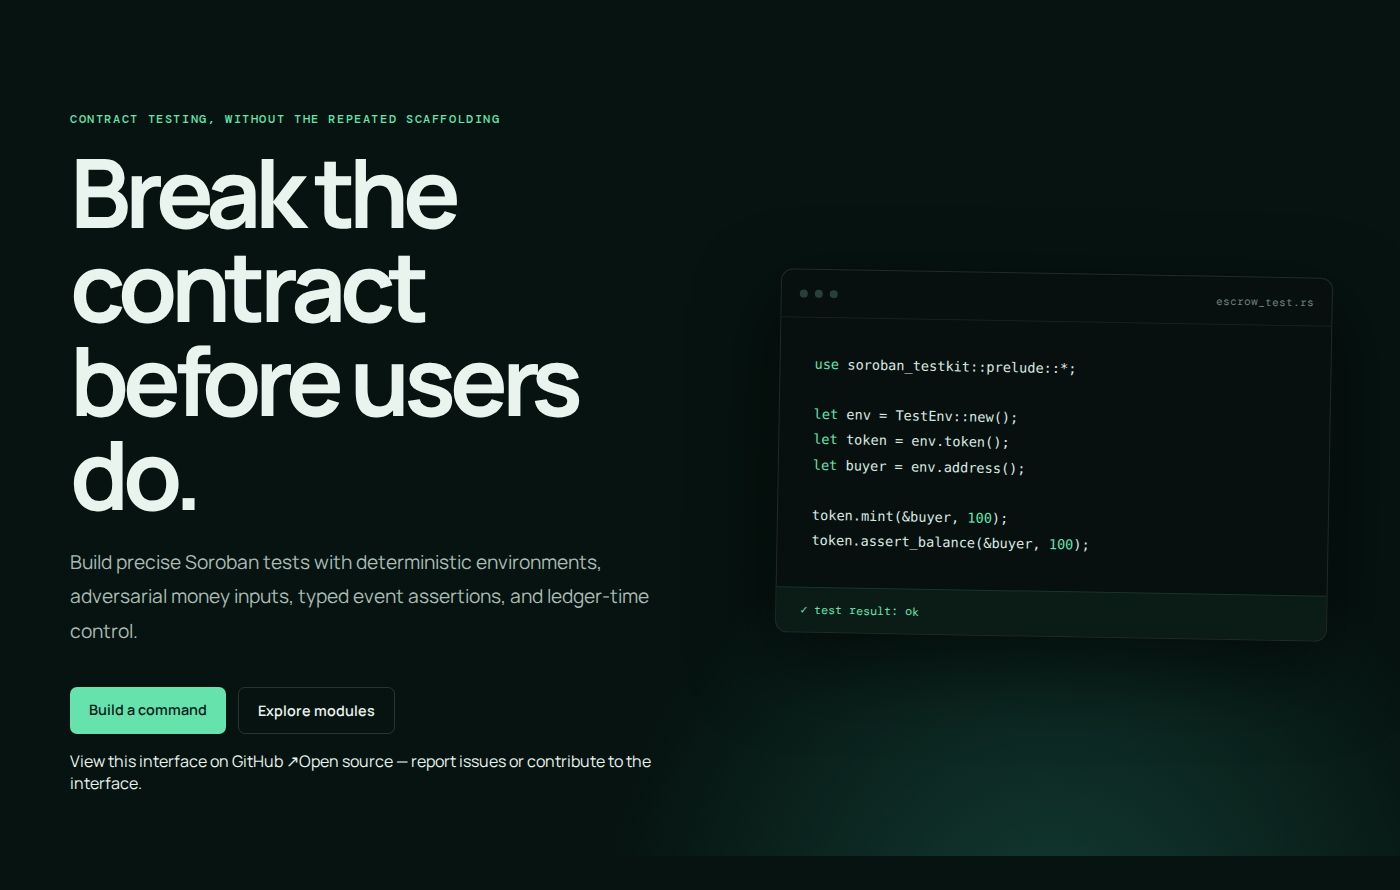 CONTRACT TESTING, WITHOUT THE REPEATED SCAFFOLDING
Break the
contract
before users
do.
Build precise Soroban tests with deterministic environments,
adversarial money inputs, typed event assertions, and ledger-time
control.
Build a command
Explore modules
View this interface on GitHub ↗Open source — report issues or contribute to the
interface.
escrow_test.rs
use soroban_testkit::prelude::*;
let env = TestEnv::new();
let token = env.token();
let buyer = env.address();
token.mint(&buyer, 100);
token.assert_balance(&buyer, 100);
✓ test result: ok